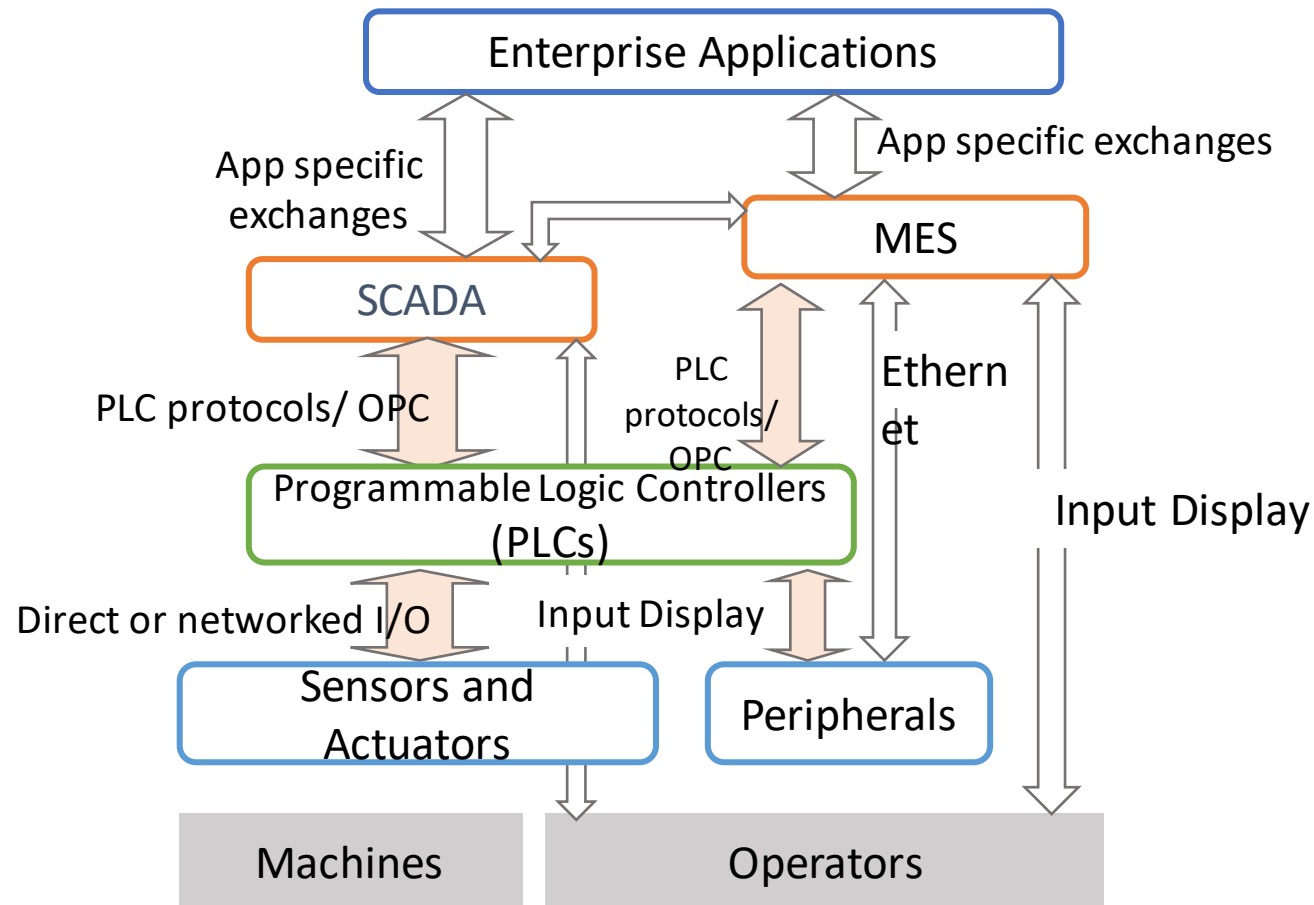 Enterprise Applications
App specific
exchanges
App specific exchanges
MES
SCADA
PLC protocols/ OPC
PLC
protocols/
OPC
Ethern
et
Programmable Logic Controllers
(PLCs)
Input Display
Direct or networked I/O
Input Display
Sensors and
Actuators
Peripherals
Machines
Operators